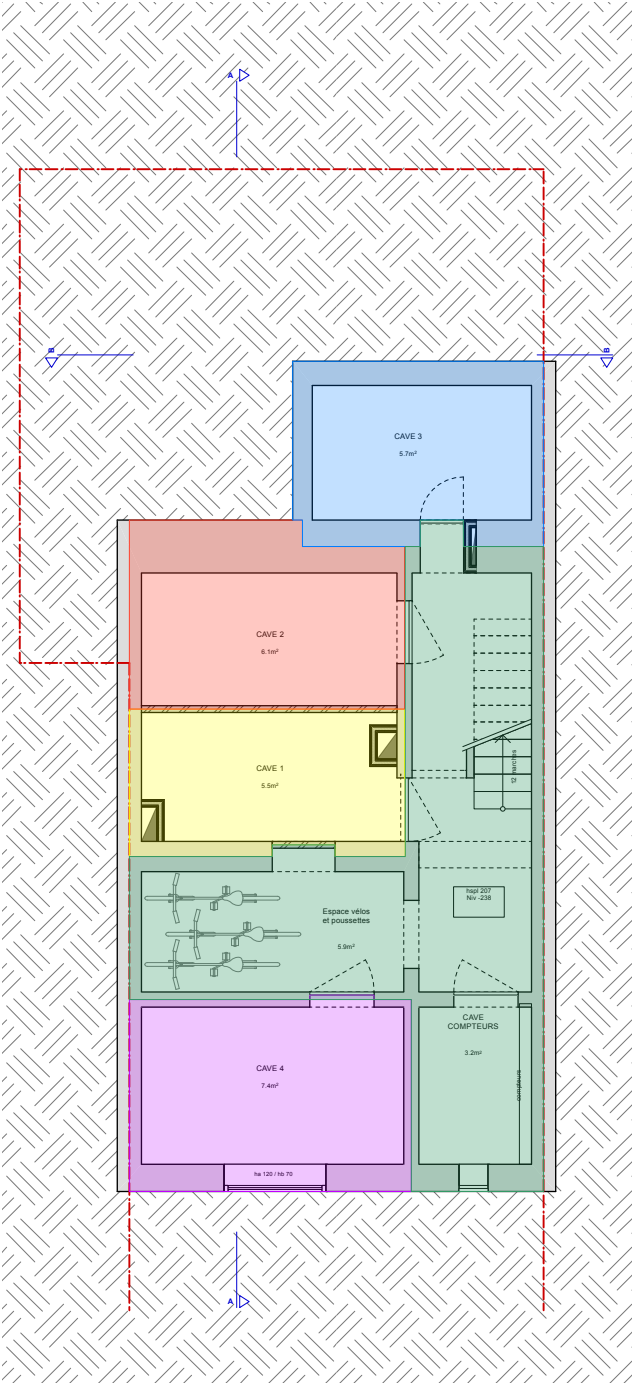 A
B
B
CAVE 3
5.7m²
CAVE 2
6.1m²
CAVE 1
5.5m²
12 marches
hspl 207
Niv -238
Espace vélos
et poussettes
5.9m²
CAVE
COMPTEURS
3.2m²
compteurs
CAVE 4
7.4m²
ha 120 / hb 70
A